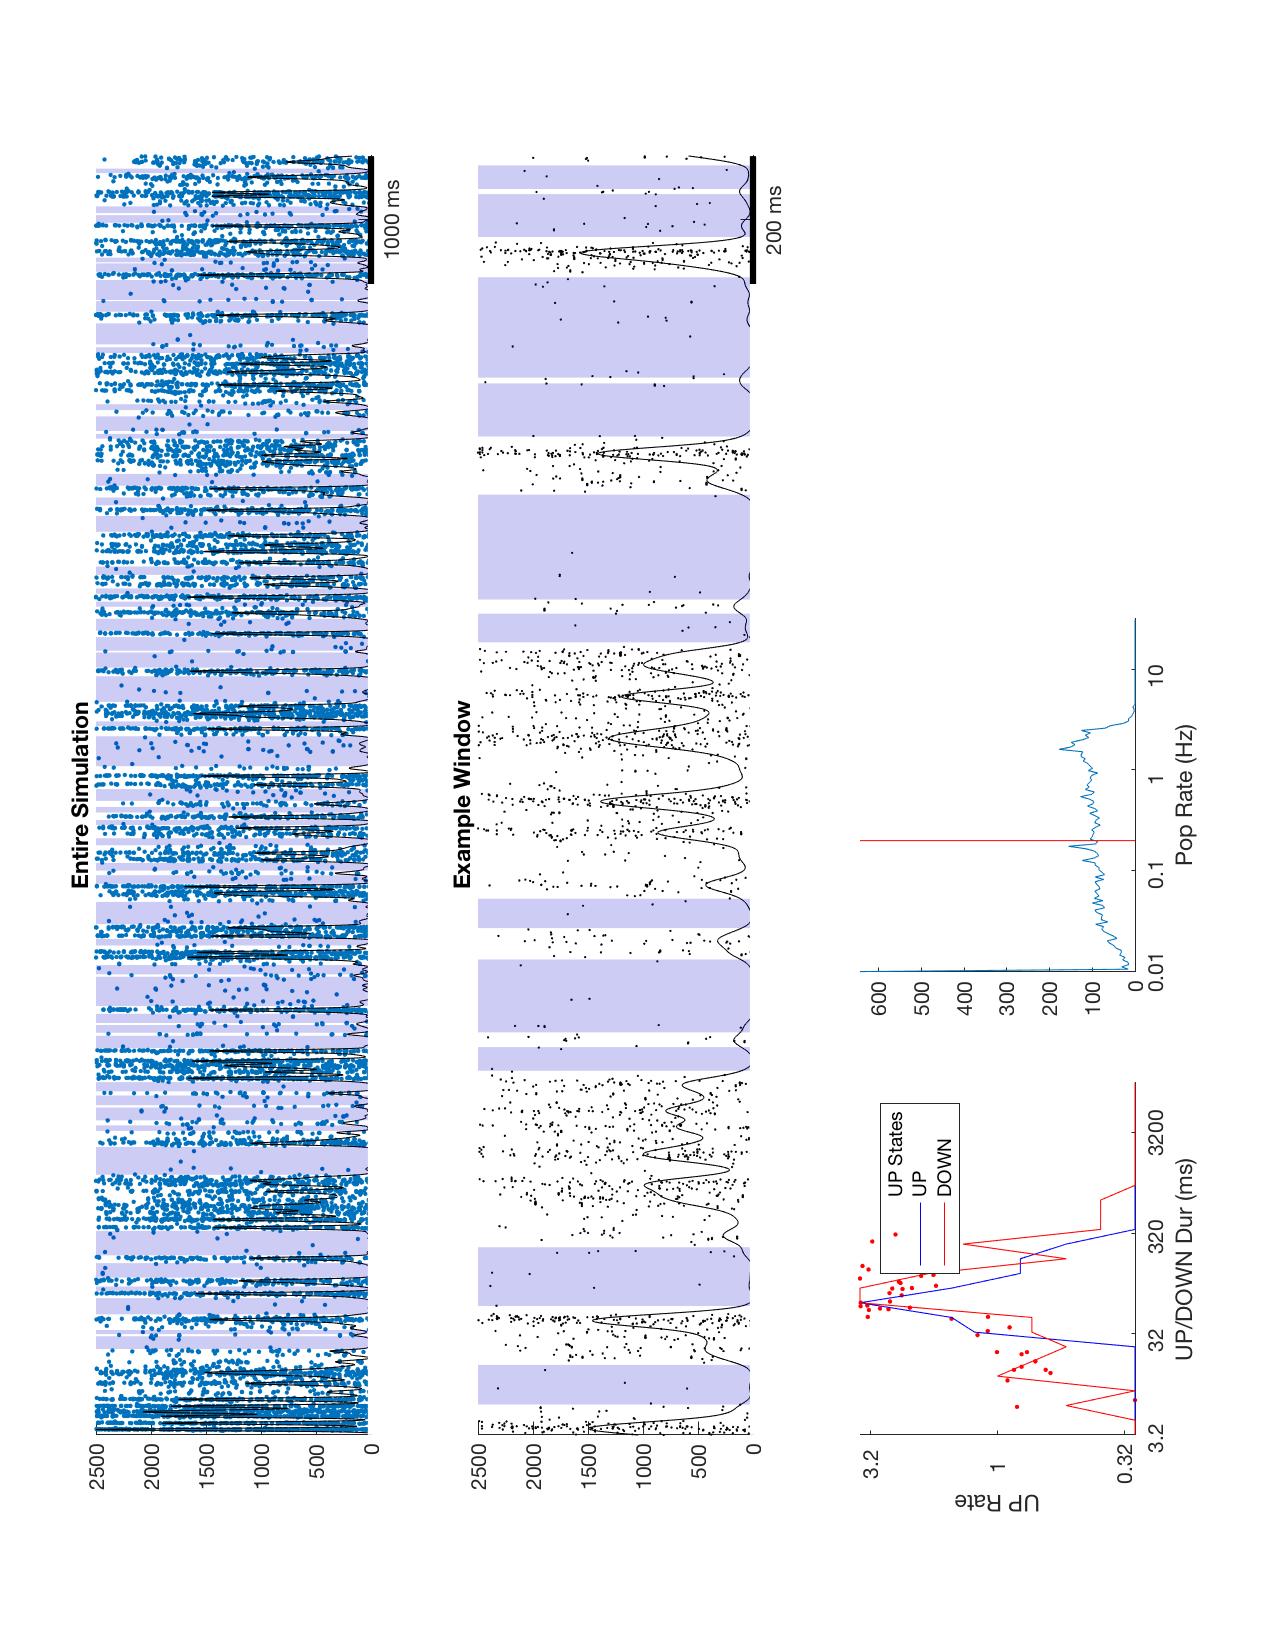 Entire Simulation
2500
2000
1500
1000
500
0
1000 ms
Example Window
2500
2000
1500
1000
500
0
200 ms
UP Rate
3.2
1
0.32
3.2 32 320 3200
UP/DOWN Dur (ms)
UP States
UP
DOWN
600
500
400
300
200
100
0
0.01 0.1 1 10
Pop Rate (Hz)